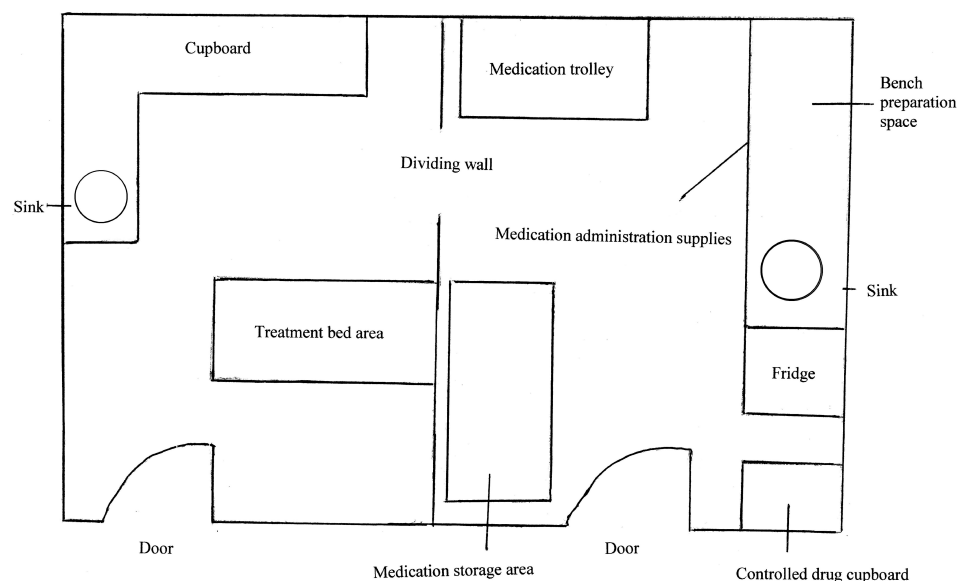 Cupboard
Medication trolley
Bench
preparation
space
Dividing wall
Sink
Medication administration supplies
Sink
Treatment bed area
Fridge
Door
Door
Medication storage area
Controlled drug cupboard